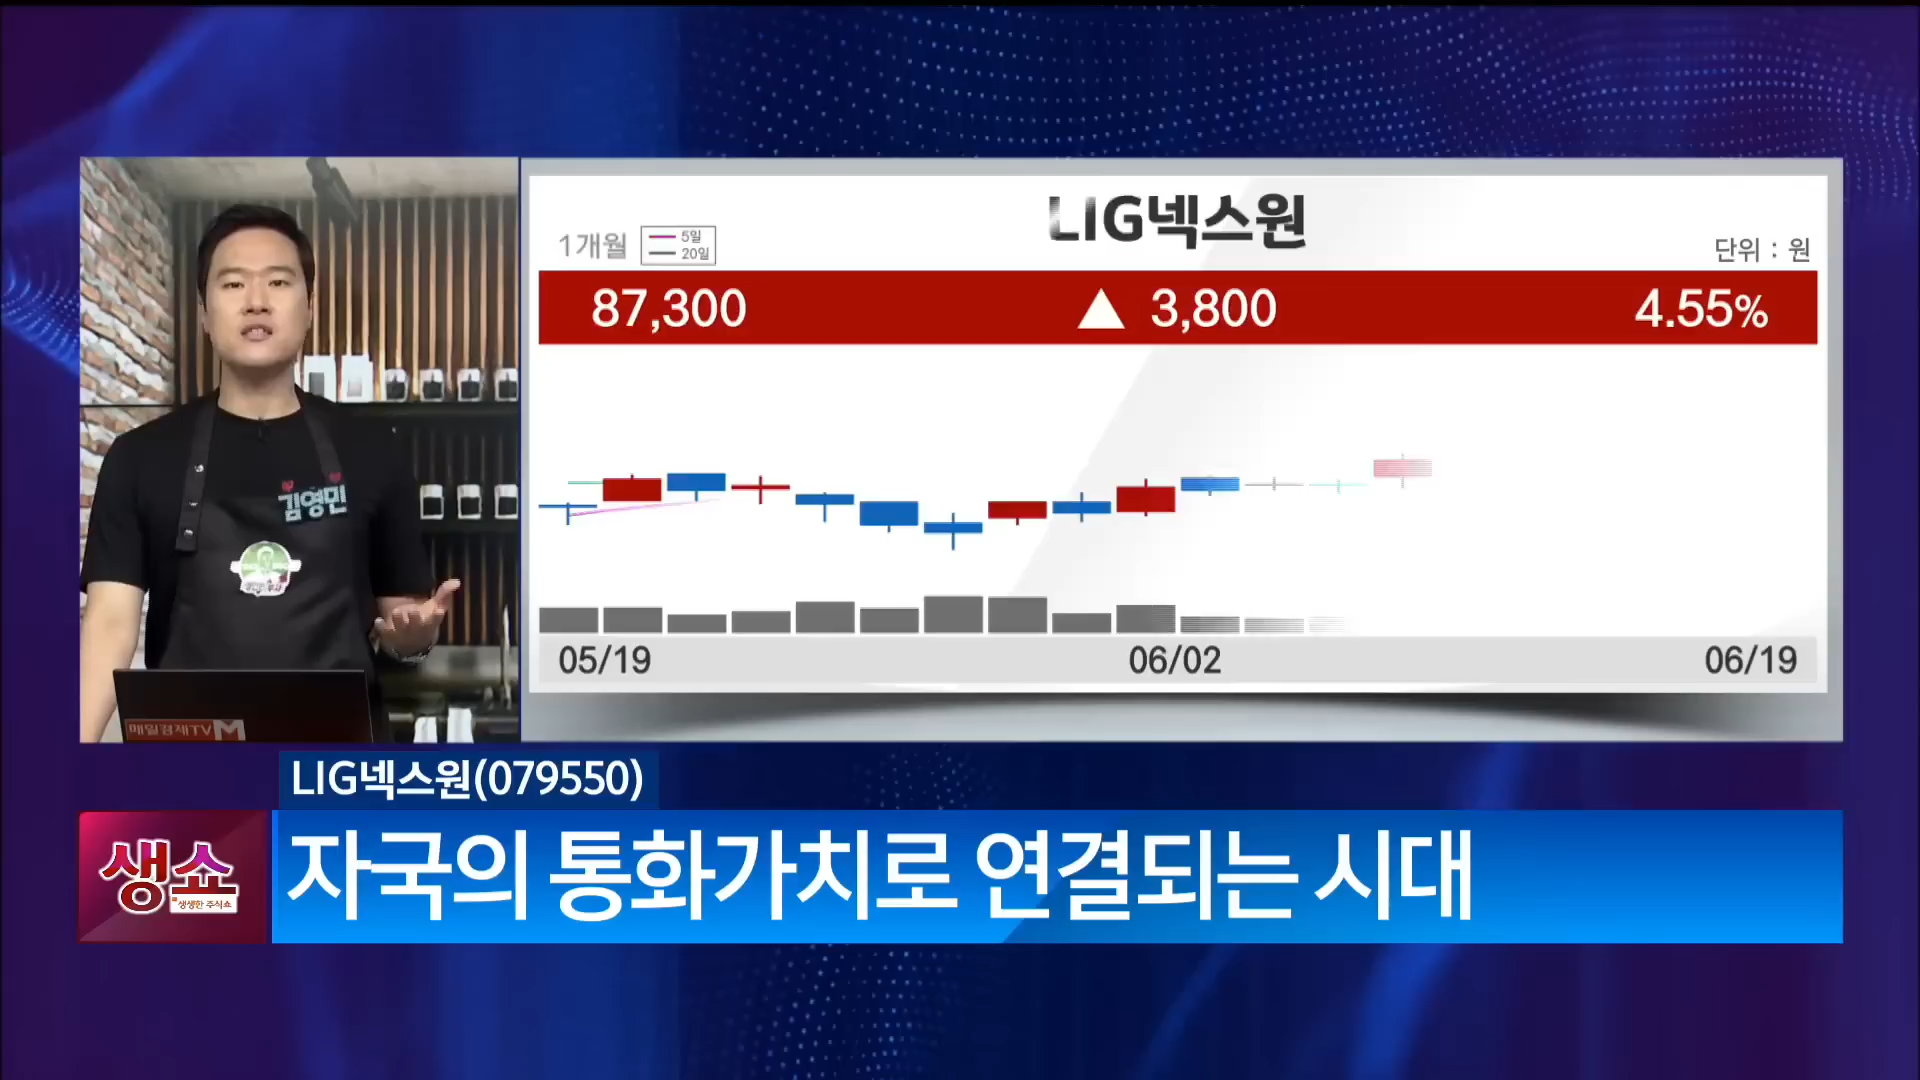 LIG넥스원
1개월
5일
20일
단위 : 원
87,300 ▲ 3,800 4.55%
05/19 06/02 06/19
김영민
매일경제TV M
LIG넥스원(079550)
생쇼
생생한 주식쇼
자국의 통화가치로 연결되는 시대